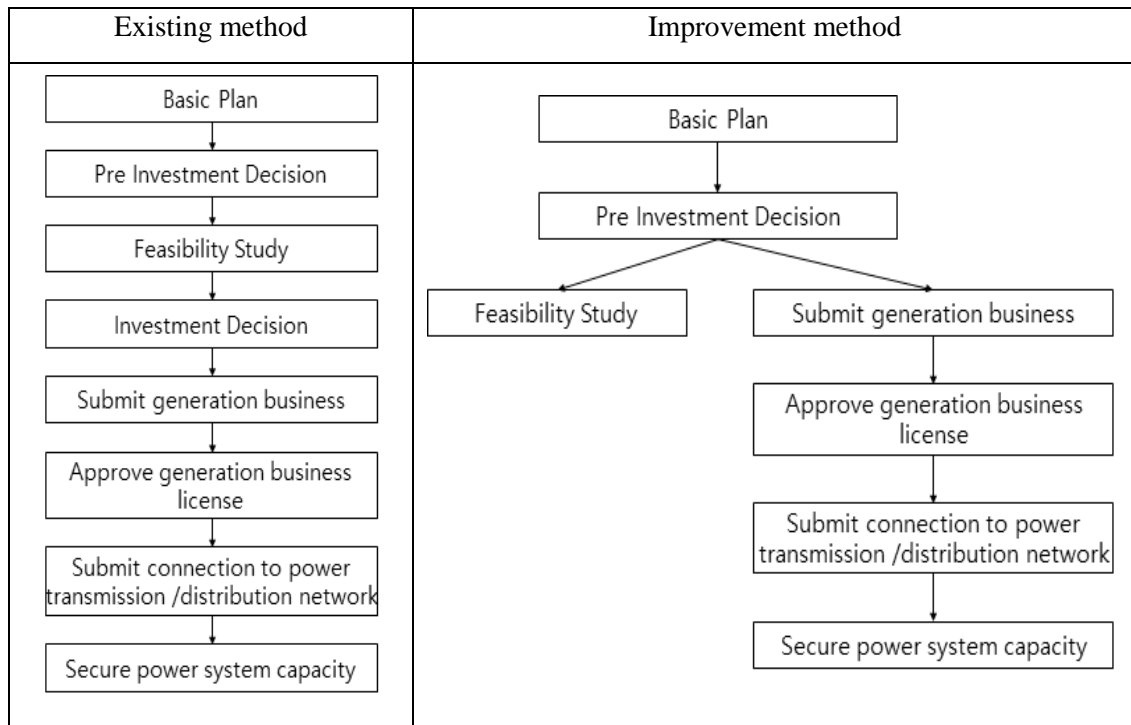 Existing method
Improvement method
Basic Plan
Pre Investment Decision
Feasibility Study
Investment Decision
Submit generation business
Approve generation business
license
Submit connection to power
transmission /distribution network
Secure power system capacity
Basic Plan
Pre Investment Decision
Feasibility Study
Submit generation business
Approve generation business
license
Submit connection to power
transmission /distribution network
Secure power system capacity